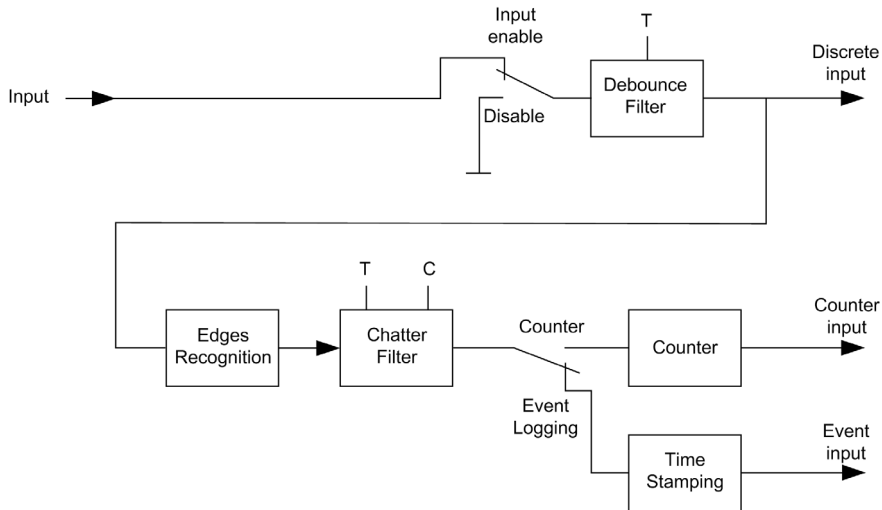 Input
enable
T
Discrete
input
Input
Debounce
Filter
Disable
T
C
Counter
input
Edges
Recognition
Chatter
Filter
Counter
Counter
Event
Logging
Event
input
Time
Stamping